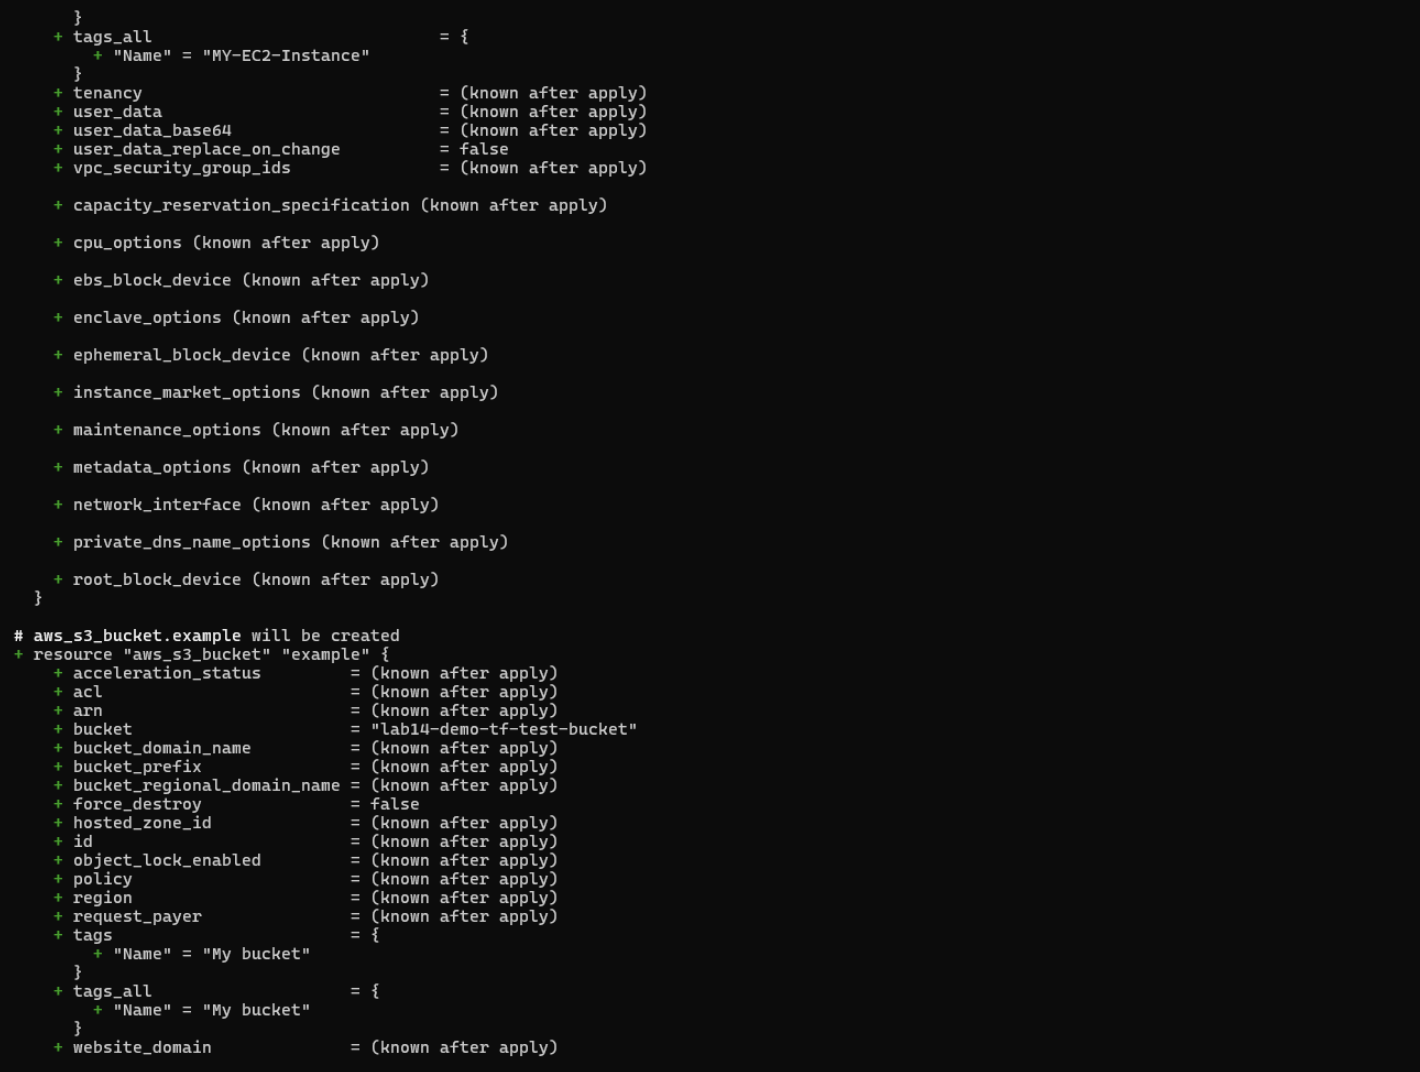 }
+ tags_all                             = {
+ "Name" = "MY-EC2-Instance"
}
+ tenancy                              = (known after apply)
+ user_data                            = (known after apply)
+ user_data_base64                     = (known after apply)
+ user_data_replace_on_change          = false
+ vpc_security_group_ids               = (known after apply)
+ capacity_reservation_specification (known after apply)
+ cpu_options (known after apply)
+ ebs_block_device (known after apply)
+ enclave_options (known after apply)
+ ephemeral_block_device (known after apply)
+ instance_market_options (known after apply)
+ maintenance_options (known after apply)
+ metadata_options (known after apply)
+ network_interface (known after apply)
+ private_dns_name_options (known after apply)
+ root_block_device (known after apply)
}
# aws_s3_bucket.example will be created
+ resource "aws_s3_bucket" "example" {
+ acceleration_status         = (known after apply)
+ acl                         = (known after apply)
+ arn                         = (known after apply)
+ bucket                      = "lab14-demo-tf-test-bucket"
+ bucket_domain_name          = (known after apply)
+ bucket_prefix               = (known after apply)
+ bucket_regional_domain_name = (known after apply)
+ force_destroy               = false
+ hosted_zone_id              = (known after apply)
+ id                          = (known after apply)
+ object_lock_enabled         = (known after apply)
+ policy                      = (known after apply)
+ region                      = (known after apply)
+ request_payer               = (known after apply)
+ tags                        = {
+ "Name" = "My bucket"
}
+ tags_all                    = {
+ "Name" = "My bucket"
}
+ website_domain              = (known after apply)